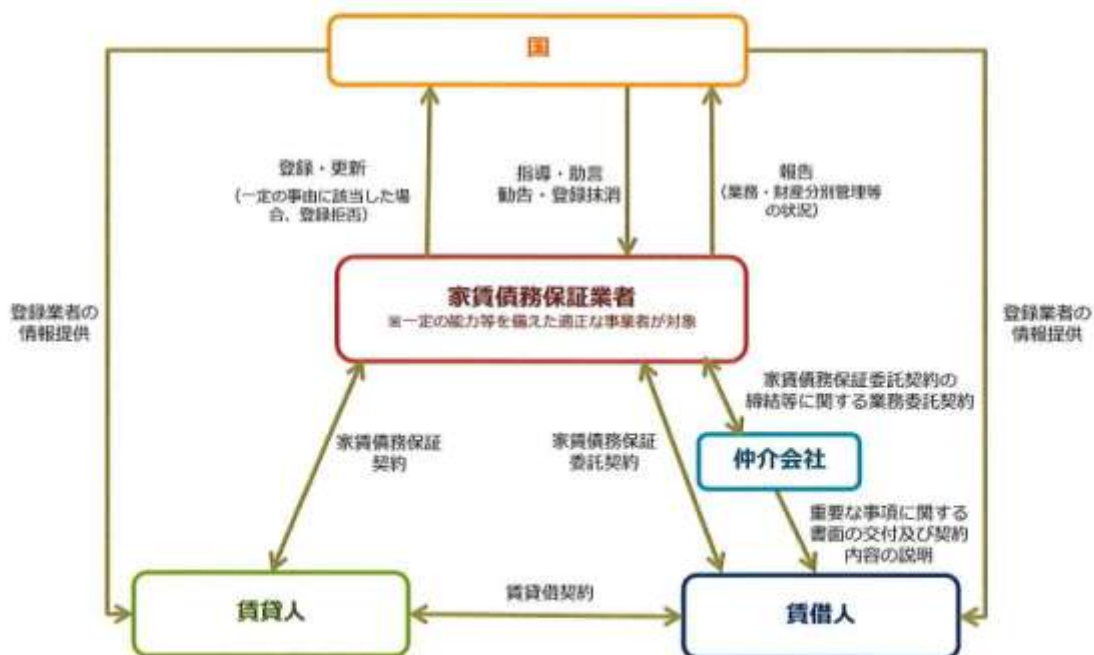 国
登録・更新
（一定の事由に該当した場
合、登録拒否）
指導・助言
勧告・登録抹消
報告
（業務・財産分別管理等
の状況）
登録業者の
情報提供
家賃債務保証業者
※一定の能力等を備えた適正な事業者が対象
登録業者の
情報提供
家賃債務保証委託契約の
締結等に関する業務委託契約
家賃債務保証
契約
家賃債務保証
委託契約
仲介会社
重要な事項に関する
書面の交付及び契約
内容の説明
賃貸人
賃貸借契約
賃借人